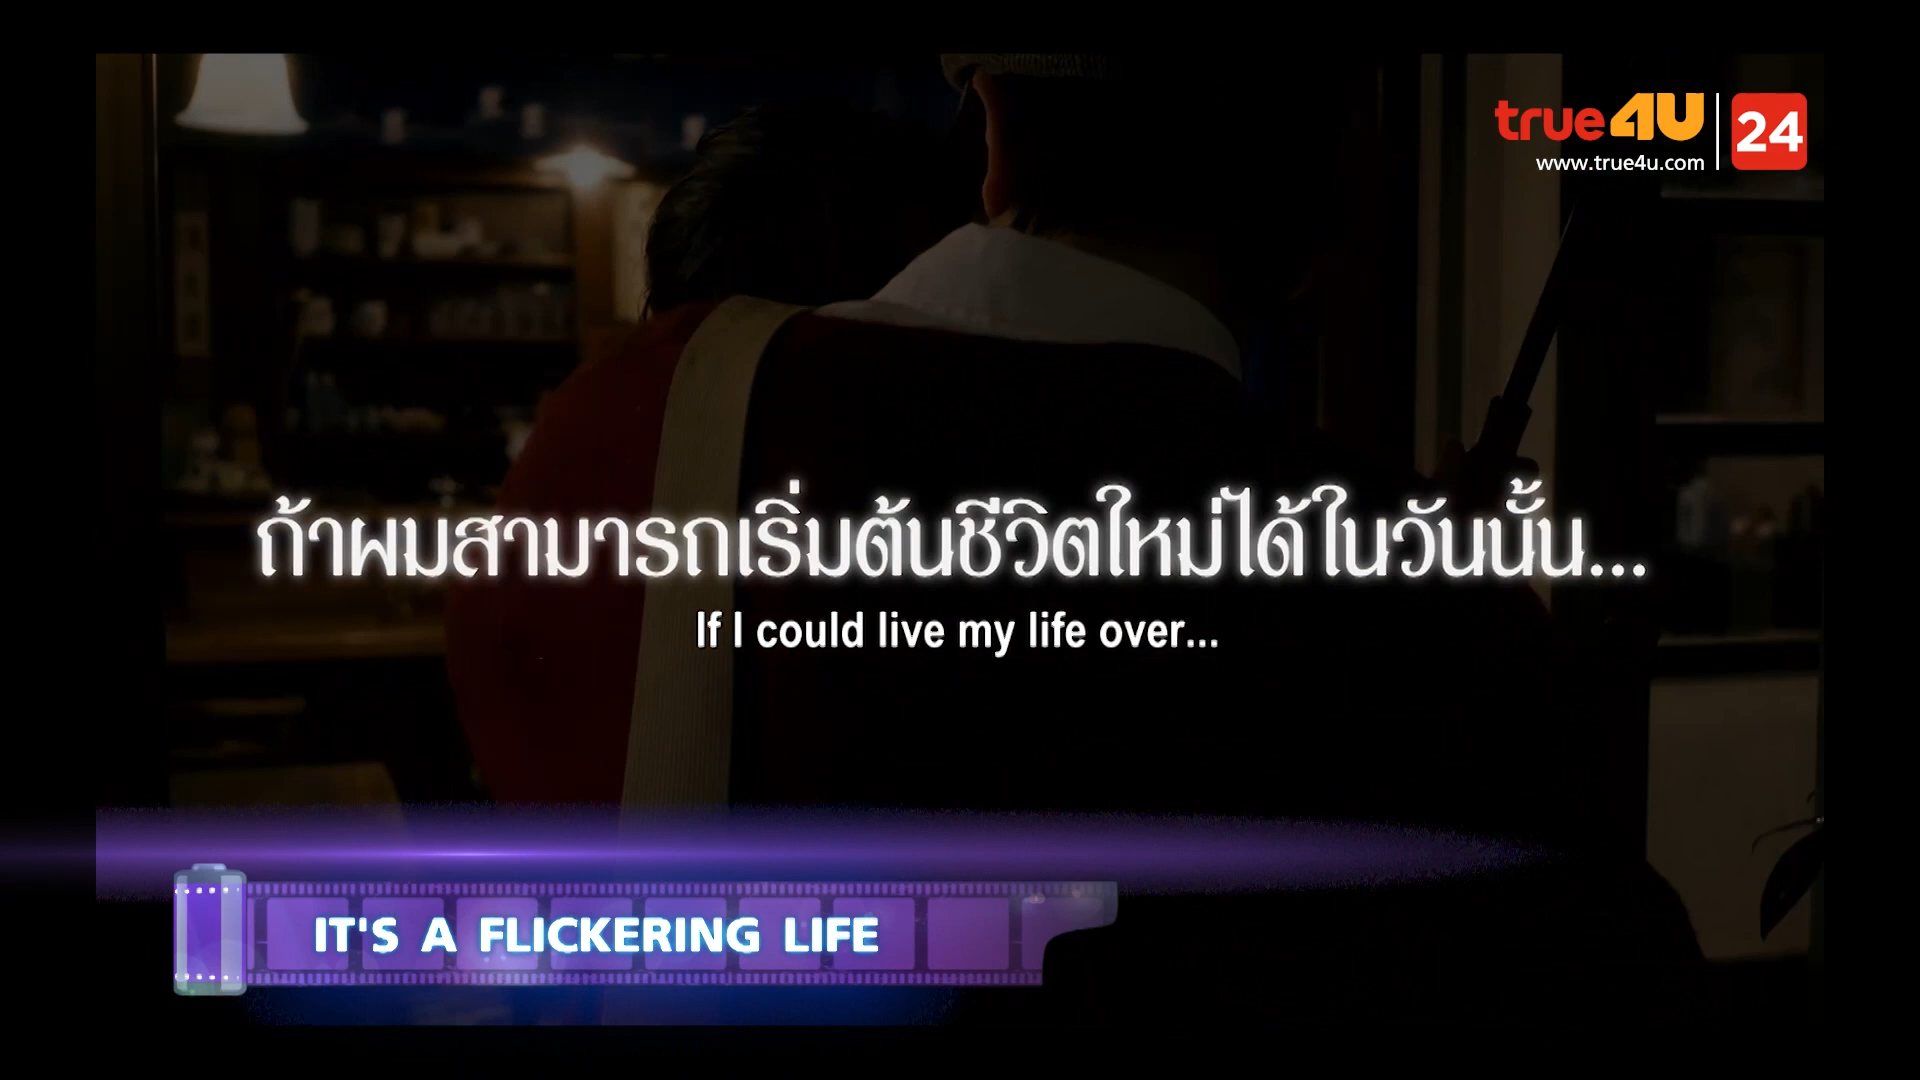 true4U 24
www.true4u.com
ถ้าผมสามารถเริ่มต้นชีวิตใหม่ได้ในวันนั้น...
If I could live my life over...
IT'S A FLICKERING LIFE